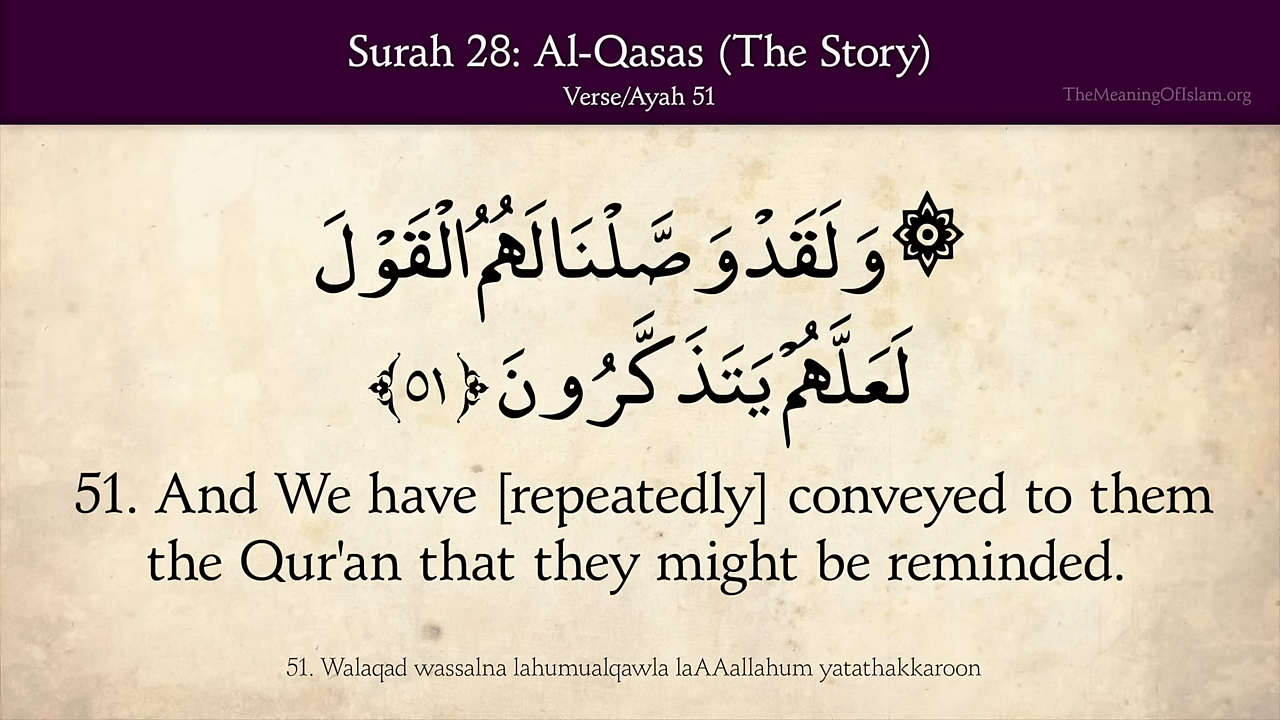 Surah 28: Al-Qasas (The Story)
Verse/Ayah 51
TheMeaningOfIslam.org
۞ وَلَقَدْ وَصَّلْنَا لَهُمُ الْقَوْلَ
لَعَلَّهُمْ يَتَذَكَّرُونَ ﴿٥١﴾
51. And We have [repeatedly] conveyed to them
the Qur'an that they might be reminded.
51. Walaqad wassalna lahumualqawla laAAallahum yatathakkaroon